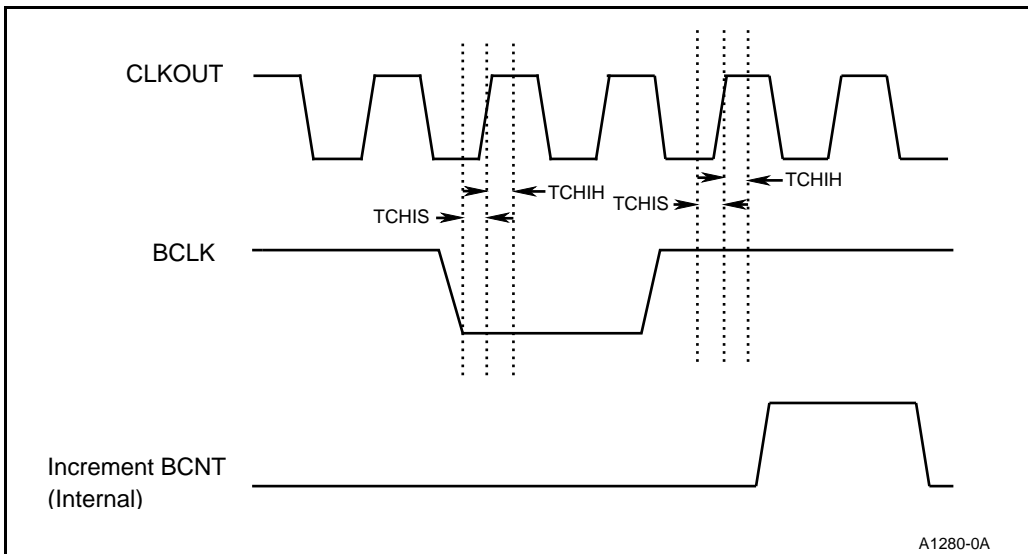 CLKOUT
TCHIH
TCHIS
TCHIH
TCHIS
BCLK
Increment BCNT
(Internal)
A1280-0A